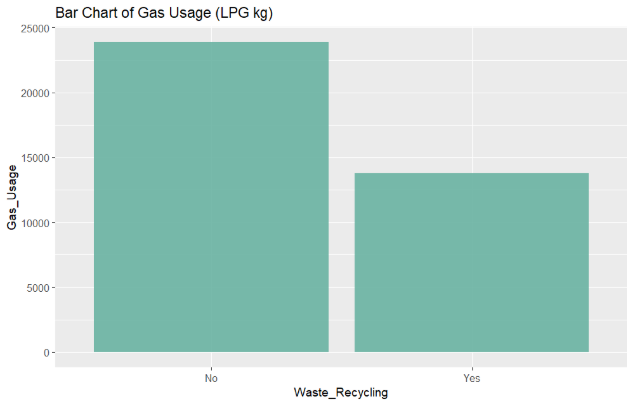 Bar Chart of Gas Usage (LPG kg)
25000
20000
15000
10000
5000
0
Gas_Usage
No Yes
Waste_Recycling